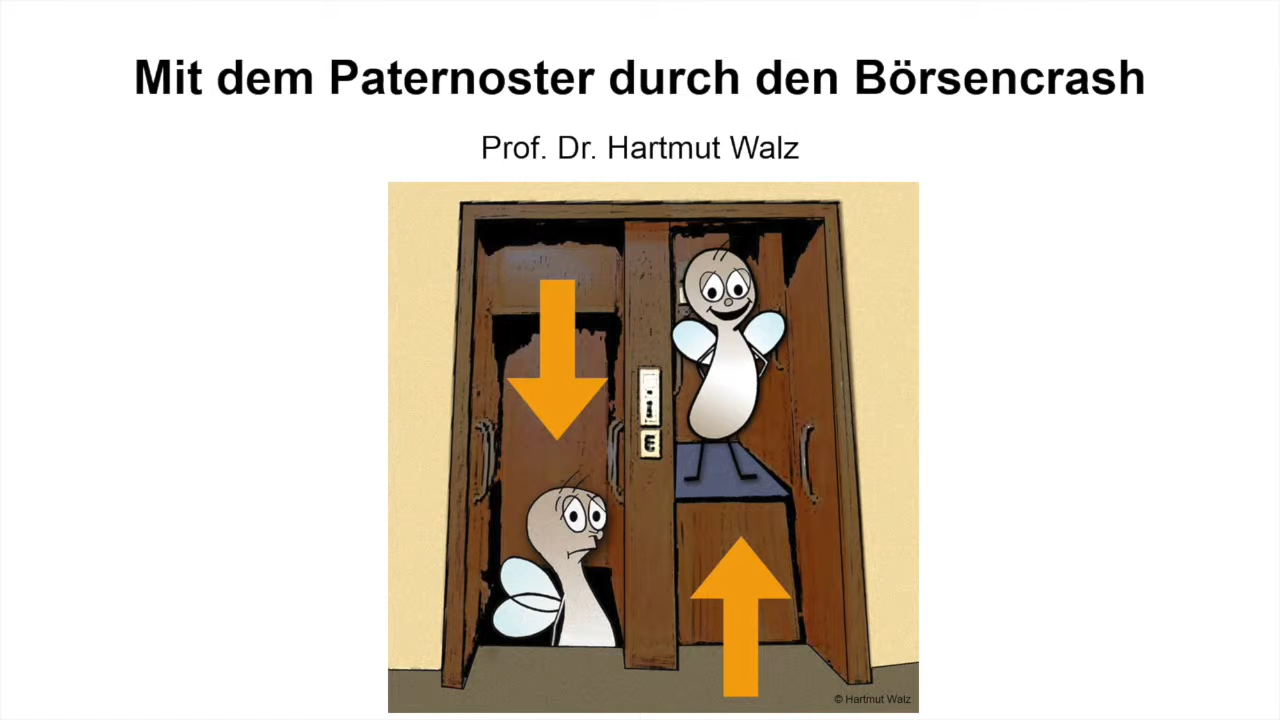 Mit dem Paternoster durch den Börsencrash
Prof. Dr. Hartmut Walz
© Hartmut Walz